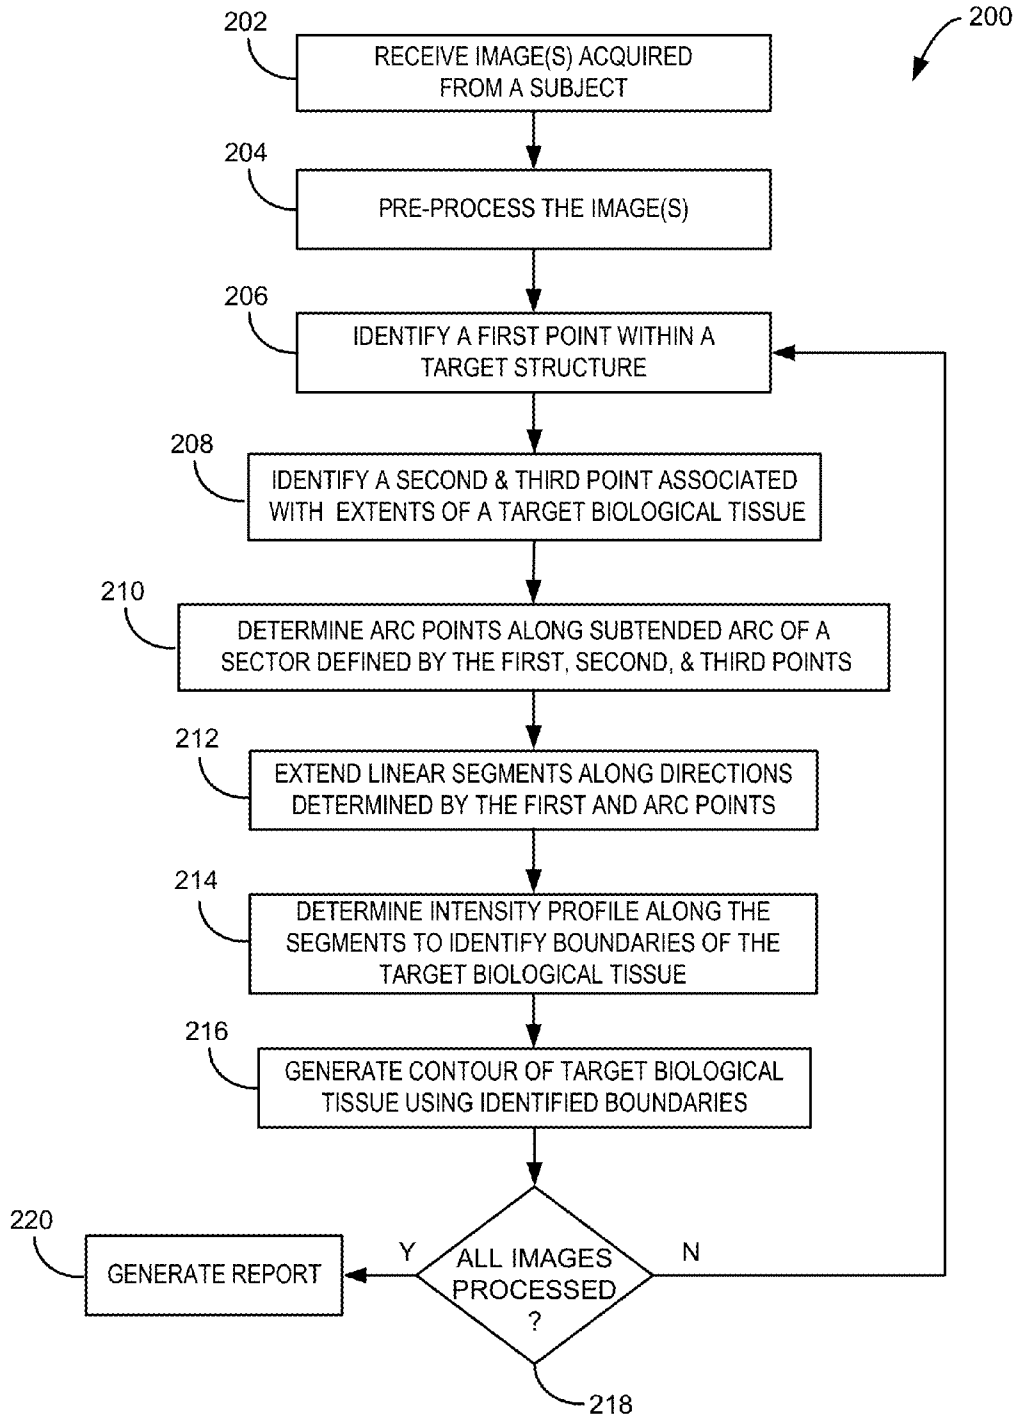 200
202
RECEIVE IMAGE(S) ACQUIRED
FROM A SUBJECT
204
PRE-PROCESS THE IMAGE(S)
206
IDENTIFY A FIRST POINT WITHIN A
TARGET STRUCTURE
208
IDENTIFY A SECOND & THIRD POINT ASSOCIATED
WITH EXTENTS OF A TARGET BIOLOGICAL TISSUE
210
DETERMINE ARC POINTS ALONG SUBTENDED ARC OF A
SECTOR DEFINED BY THE FIRST, SECOND, & THIRD POINTS
212
EXTEND LINEAR SEGMENTS ALONG DIRECTIONS
DETERMINED BY THE FIRST AND ARC POINTS
214
DETERMINE INTENSITY PROFILE ALONG THE
SEGMENTS TO IDENTIFY BOUNDARIES OF THE
TARGET BIOLOGICAL TISSUE
216
GENERATE CONTOUR OF TARGET BIOLOGICAL
TISSUE USING IDENTIFIED BOUNDARIES
220
GENERATE REPORT
Y
ALL IMAGES
PROCESSED
?
N
218